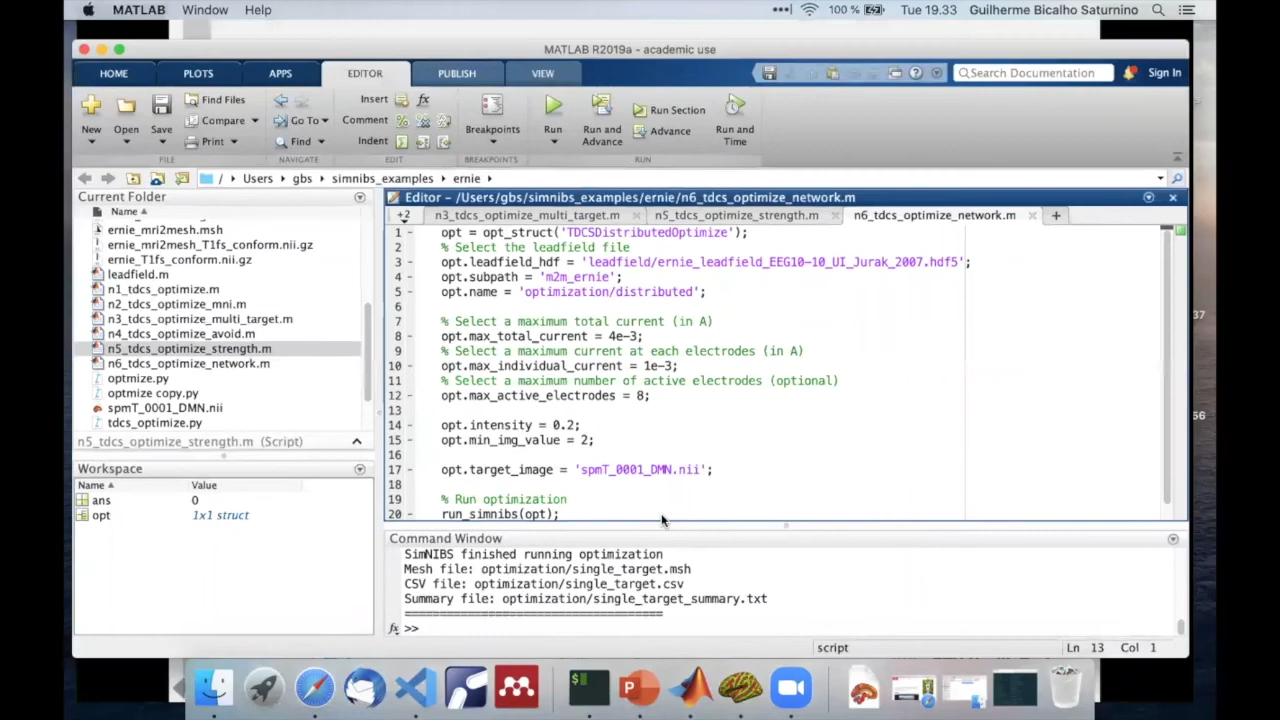 MATLAB Window Help
100 % Tue 19.33 Guilherme Bicalho Saturnino
MATLAB R2019a - academic use
HOME PLOTS APPS EDITOR PUBLISH VIEW
Search Documentation Sign In
New Open Save
Find Files
Compare
Print
FILE
Go To
Find
NAVIGATE
Insert fx
Comment
Indent
EDIT
Breakpoints
BREAKPOINTS
Run
Run and Advance
Run Section
Advance
Run and Time
RUN
/ Users gbs simnibs_examples ernie
Current Folder
Name
ernie_mri2mesh.msh
ernie_mri2mesh_T1fs_conform.nii.gz
ernie_T1fs_conform.nii.gz
leadfield.m
n1_tdcs_optimize.m
n2_tdcs_optimize_mni.m
n3_tdcs_optimize_multi_target.m
n4_tdcs_optimize_avoid.m
n5_tdcs_optimize_strength.m
n6_tdcs_optimize_network.m
optmize.py
optmize copy.py
spmT_0001_DMN.nii
tdcs_optimize.py
n5_tdcs_optimize_strength.m (Script)
Workspace
Name Value
ans 0
opt 1x1 struct
Editor - /Users/gbs/simnibs_examples/ernie/n6_tdcs_optimize_network.m
+2 n3_tdcs_optimize_multi_target.m n5_tdcs_optimize_strength.m n6_tdcs_optimize_network.m
1 opt = opt_struct('TDCSDistributedOptimize');
2 % Select the leadfield file
3 opt.leadfield_hdf = 'leadfield/ernie_leadfield_EEG10-10_UI_Jurak_2007.hdf5';
4 opt.subpath = 'm2m_ernie';
5 opt.name = 'optimization/distributed';
6
7 % Select a maximum total current (in A)
8 opt.max_total_current = 4e-3;
9 % Select a maximum current at each electrodes (in A)
10 opt.max_individual_current = 1e-3;
11 % Select a maximum number of active electrodes (optional)
12 opt.max_active_electrodes = 8;
13
14 opt.intensity = 0.2;
15 opt.min_img_value = 2;
16
17 opt.target_image = 'spmT_0001_DMN.nii';
18
19 % Run optimization
20 run_simnibs(opt);
Command Window
SimNIBS finished running optimization
Mesh file: optimization/single_target.msh
CSV file: optimization/single_target.csv
Summary file: optimization/single_target_summary.txt
=====================================
fx >>
script Ln 13 Col 1
37
56